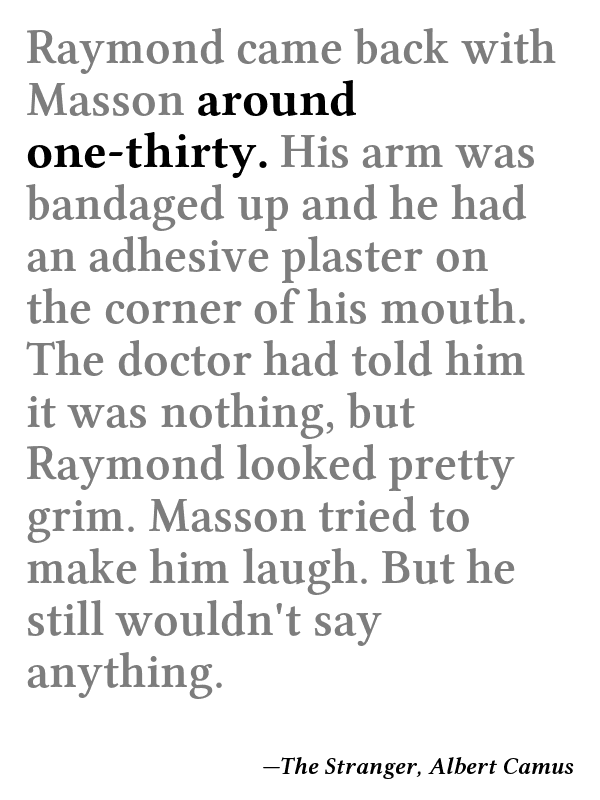 Raymond came back with
Masson around
one-thirty. His arm was
bandaged up and he had
an adhesive plaster on
the corner of his mouth.
The doctor had told him
it was nothing, but
Raymond looked pretty
grim. Masson tried to
make him laugh. But he
still wouldn't say
anything.
—The Stranger, Albert Camus